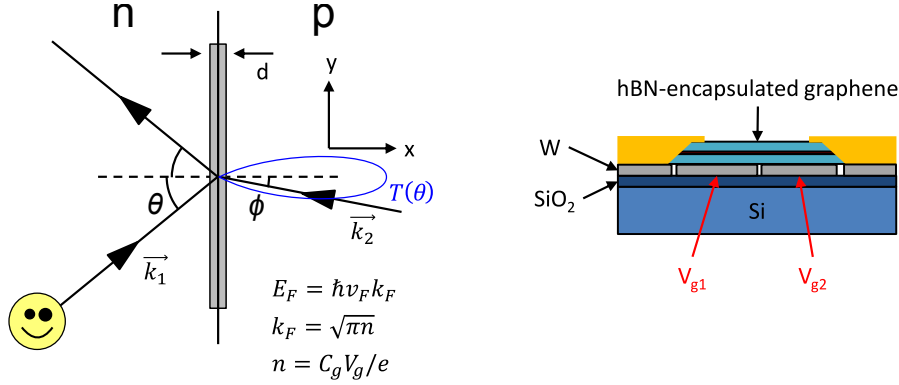 n
p
d
y
x
θ
ϕ
T(θ)
k₁
k₂
E_F = ħv_F k_F
k_F = √πn
n = C_g V_g/e
hBN-encapsulated graphene
W
SiO₂
Si
V_g1
V_g2